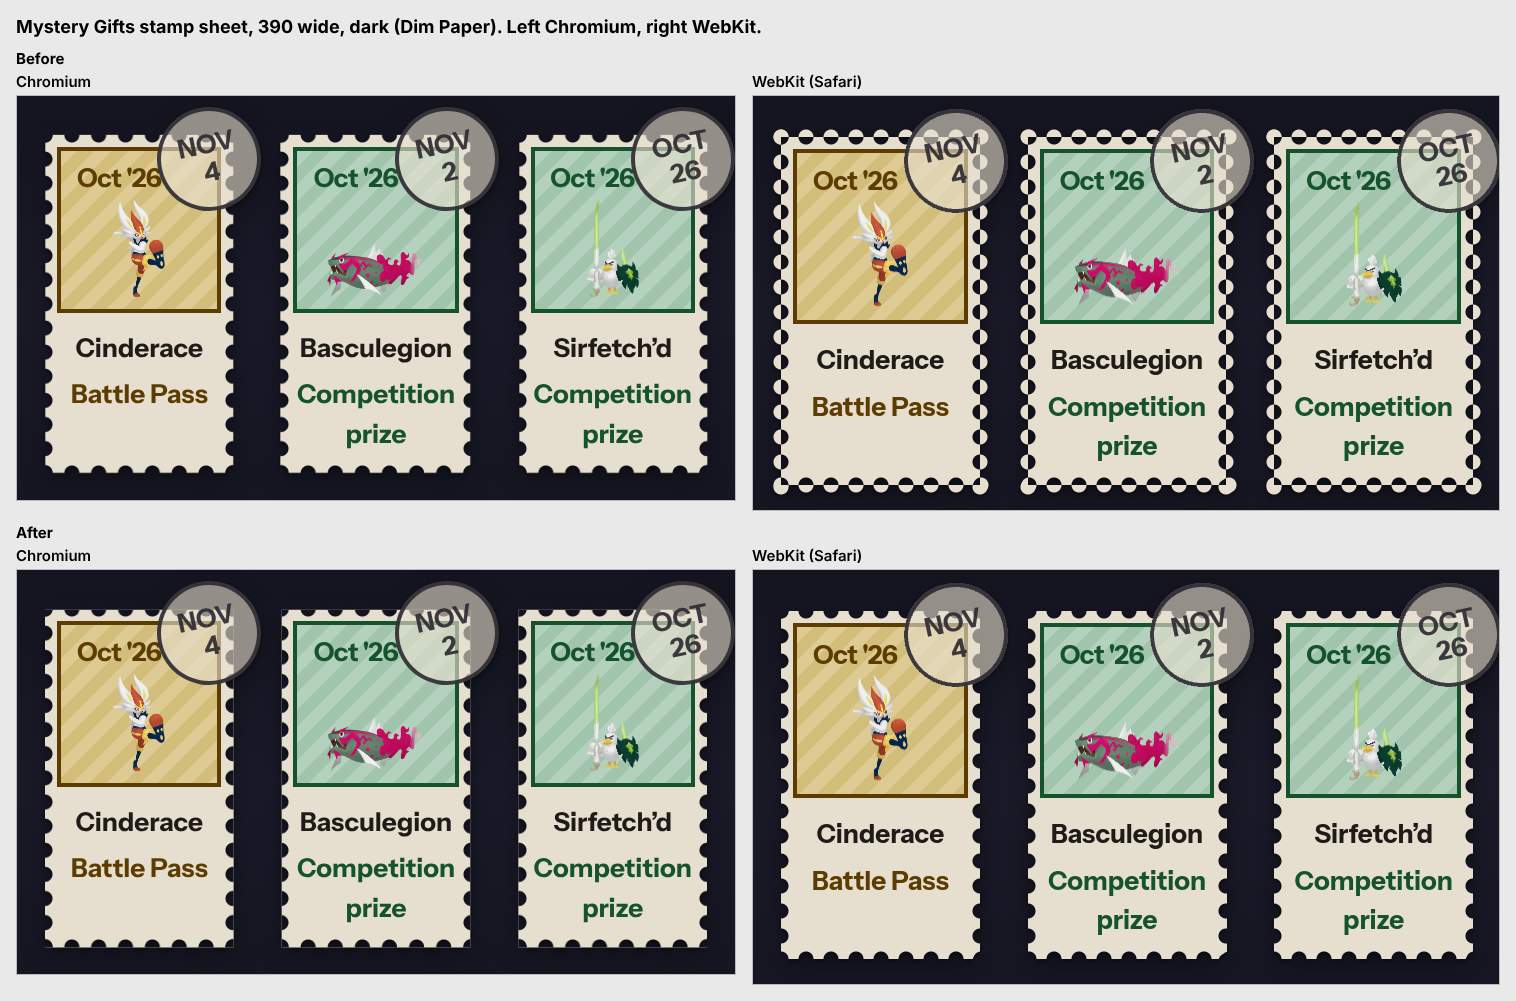 Mystery Gifts stamp sheet, 390 wide, dark (Dim Paper). Left Chromium, right WebKit.
Before
Chromium
NOV
4
Oct '26
Cinderace
Battle Pass
NOV
2
Oct '26
Basculegion
Competition
prize
OCT
26
Oct '26
Sirfetch’d
Competition
prize
WebKit (Safari)
NOV
4
Oct '26
Cinderace
Battle Pass
NOV
2
Oct '26
Basculegion
Competition
prize
OCT
26
Oct '26
Sirfetch’d
Competition
prize
After
Chromium
NOV
4
Oct '26
Cinderace
Battle Pass
NOV
2
Oct '26
Basculegion
Competition
prize
OCT
26
Oct '26
Sirfetch’d
Competition
prize
WebKit (Safari)
NOV
4
Oct '26
Cinderace
Battle Pass
NOV
2
Oct '26
Basculegion
Competition
prize
OCT
26
Oct '26
Sirfetch’d
Competition
prize